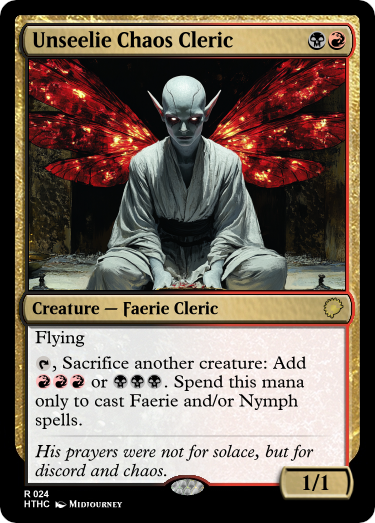 Unseelie Chaos Cleric
Creature — Faerie Cleric
Flying
, Sacrifice another creature: Add
or . Spend this mana
only to cast Faerie and/or Nymph
spells.
His prayers were not for solace, but for
discord and chaos.
1/1
R 024
HTHC MIDJOURNEY